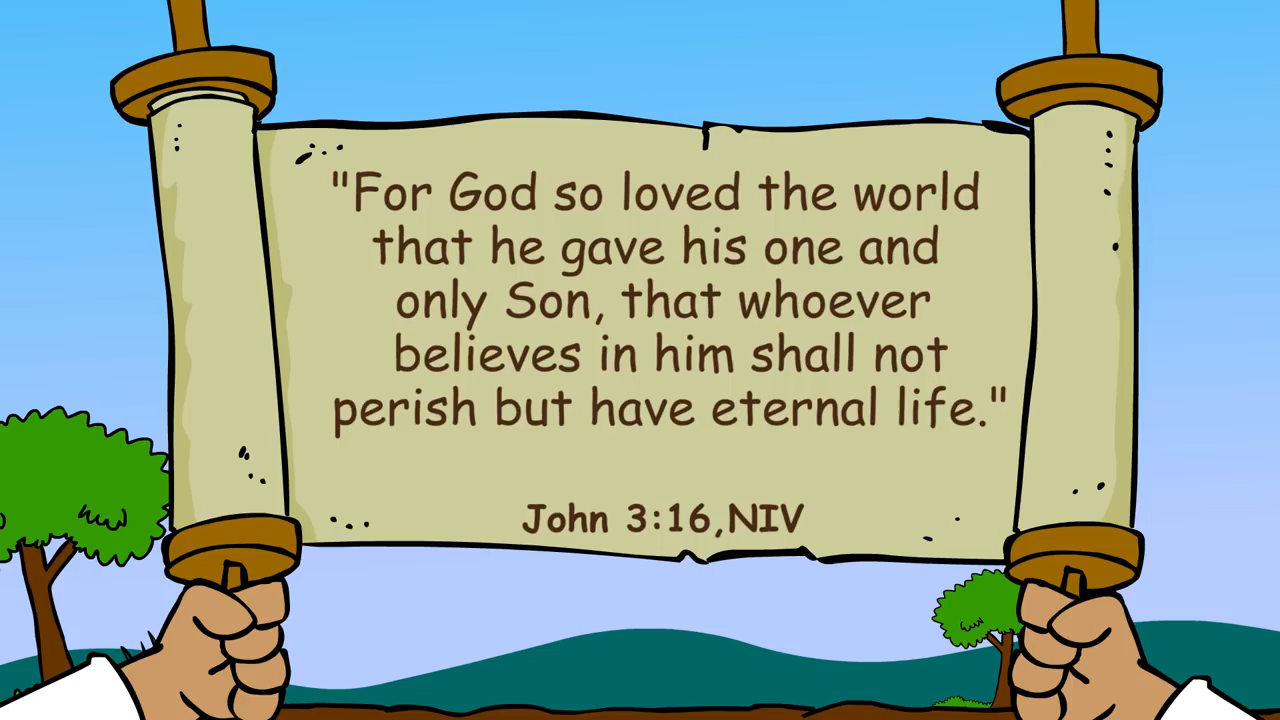 "For God so loved the world
that he gave his one and
only Son, that whoever
believes in him shall not
perish but have eternal life."
John 3:16,NIV